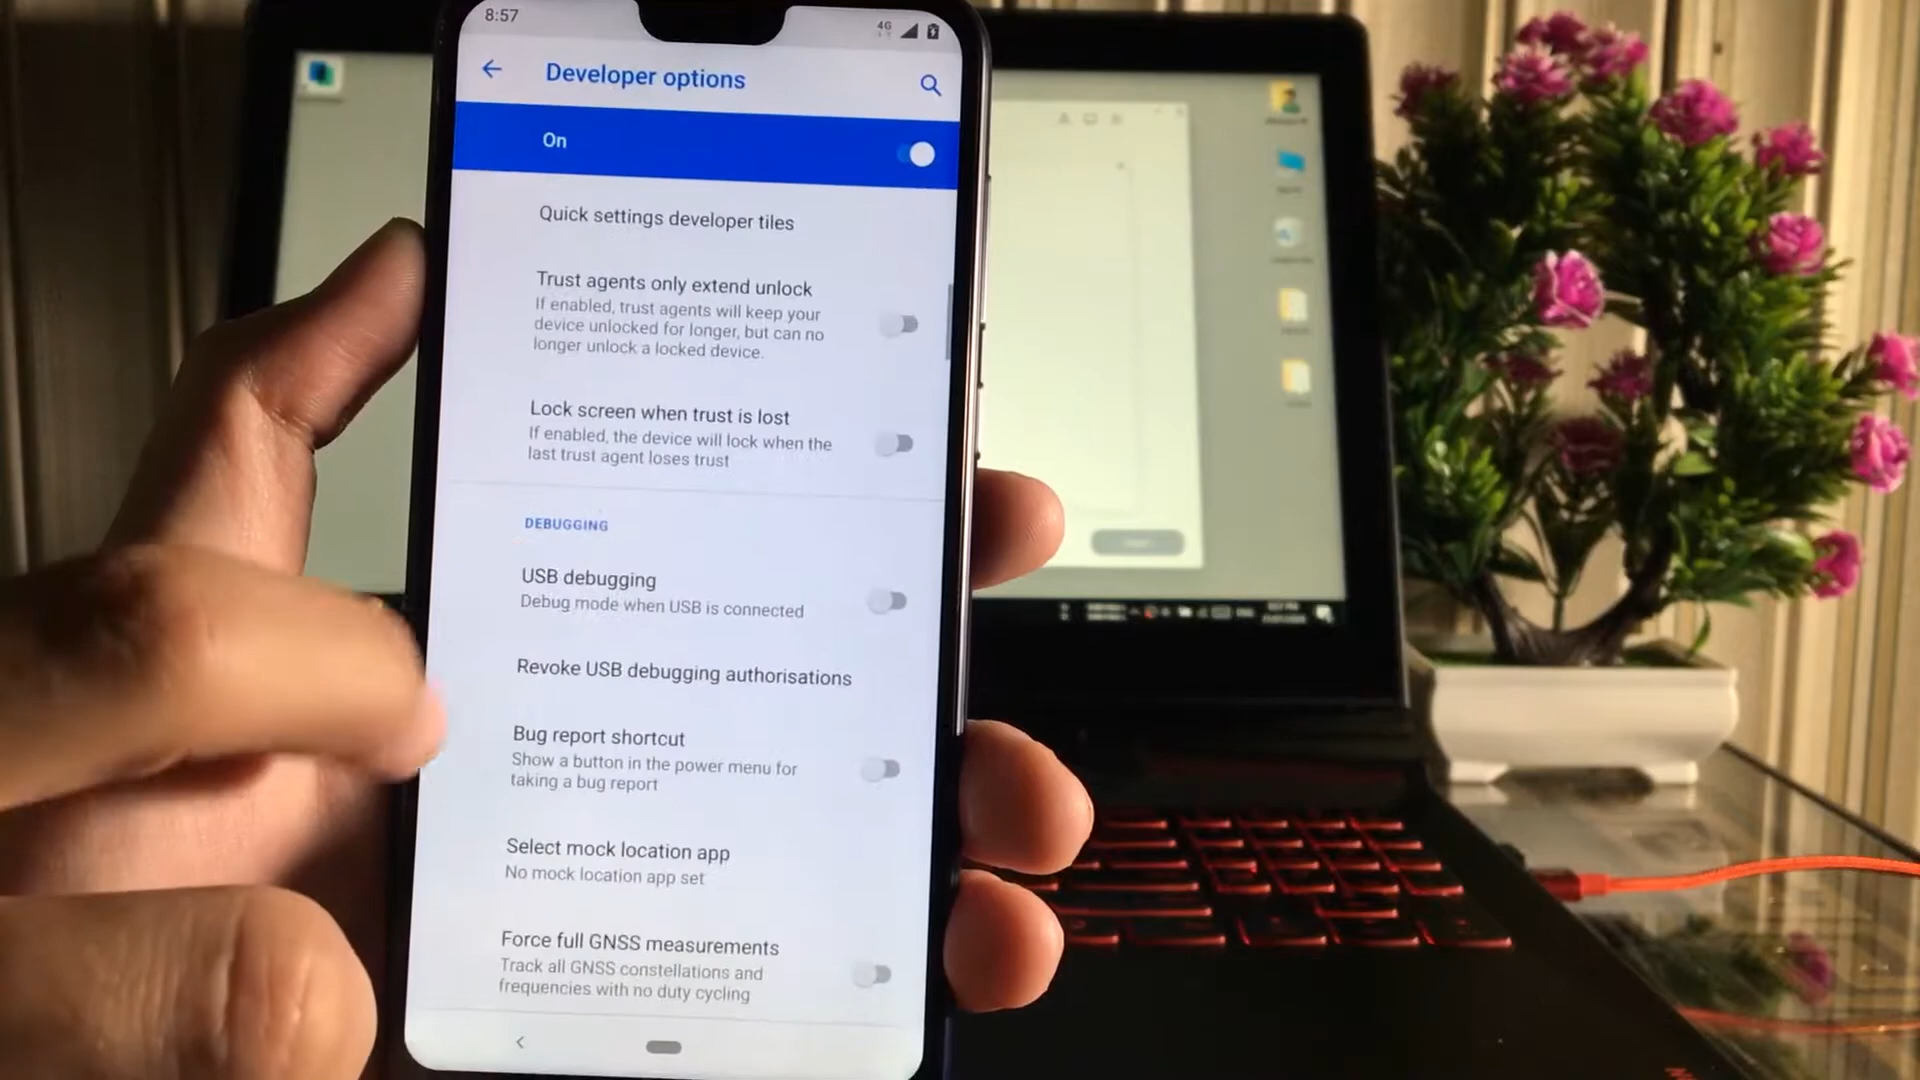 8:57
4G
Developer options
On
Quick settings developer tiles
Trust agents only extend unlock
If enabled, trust agents will keep your
device unlocked for longer, but can no
longer unlock a locked device.
Lock screen when trust is lost
If enabled, the device will lock when the
last trust agent loses trust
DEBUGGING
USB debugging
Debug mode when USB is connected
Revoke USB debugging authorisations
Bug report shortcut
Show a button in the power menu for
taking a bug report
Select mock location app
No mock location app set
Force full GNSS measurements
Track all GNSS constellations and
frequencies with no duty cycling